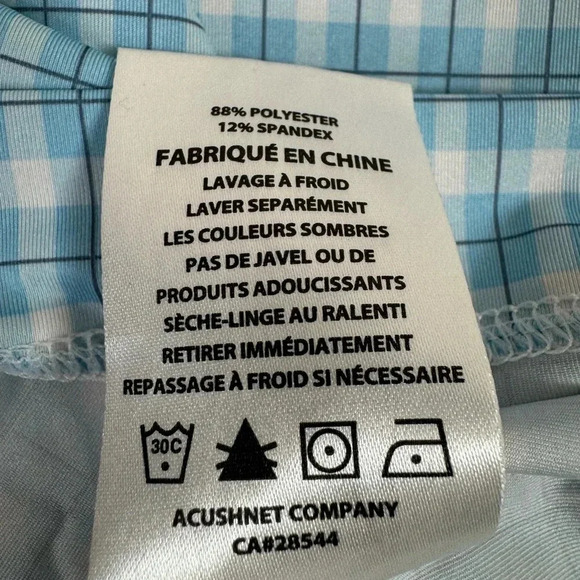 88% POLYESTER
12% SPANDEX
FABRIQUÉ EN CHINE
LAVAGE À FROID
LAVER SEPARÉMENT
LES COULEURS SOMBRES
PAS DE JAVEL OU DE
PRODUITS ADOUCISSANTS
SÈCHE-LINGE AU RALENTI
RETIRER IMMÉDIATEMENT
REPASSAGE À FROID SI NÉCESSAIRE
30C
ACUSHNET COMPANY
CA#28544